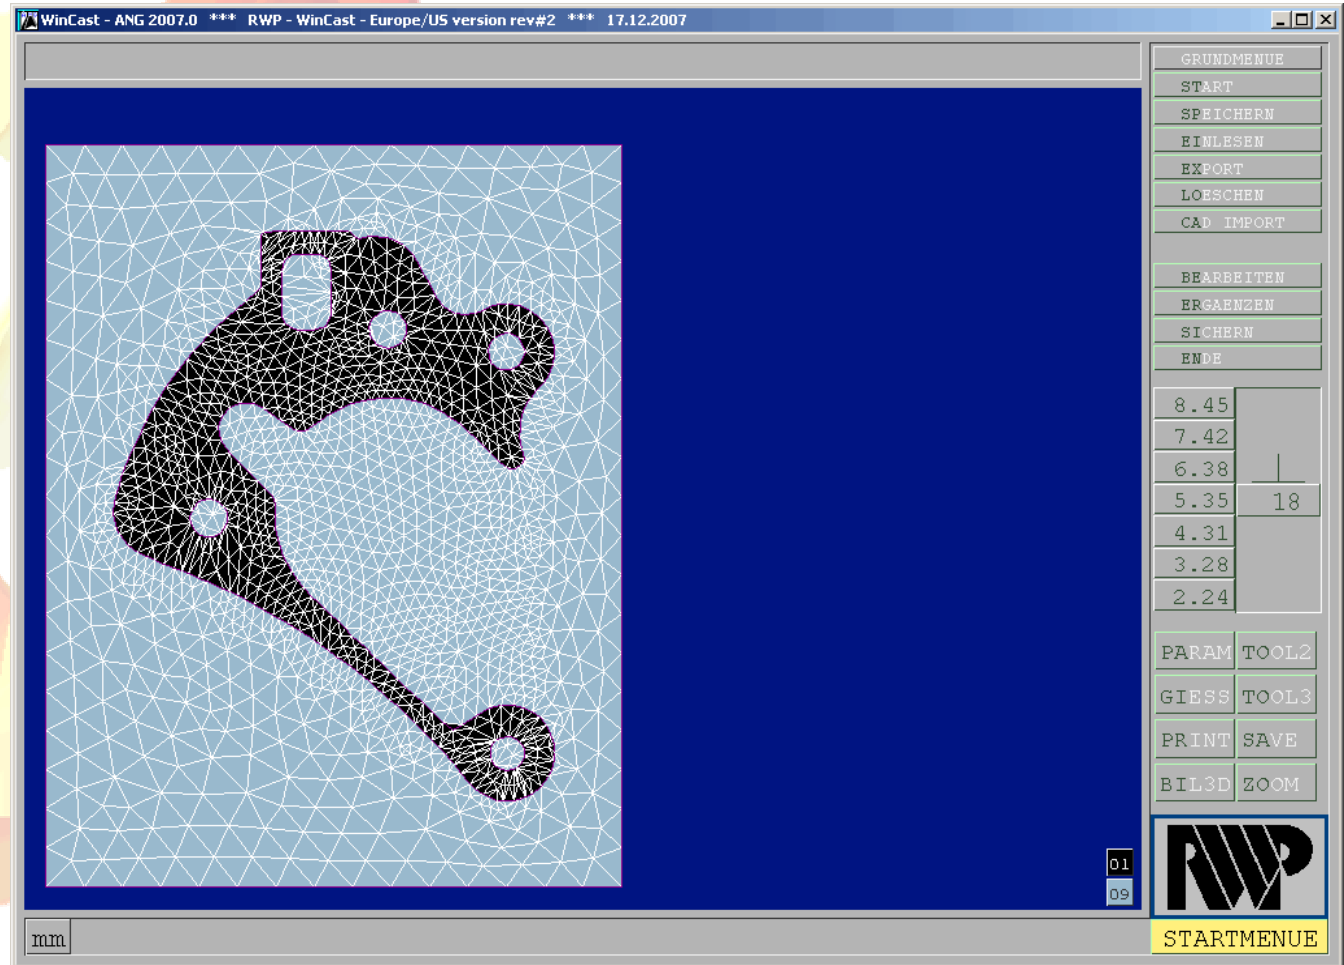 WinCast - ANG 2007.0 *** RWP - WinCast - Europe/US version rev#2 *** 17.12.2007
GRUNDMENUE
START
SPEICHERN
EINLESEN
EXPORT
LOESCHEN
CAD IMPORT
BEARBEITEN
ERGAENZEN
SICHERN
ENDE
8.45
7.42
6.38
5.35 18
4.31
3.28
2.24
PARAM TOOL2
GIESS TOOL3
PRINT SAVE
BIL3D ZOOM
01
09
RWP
mm
STARTMENUE